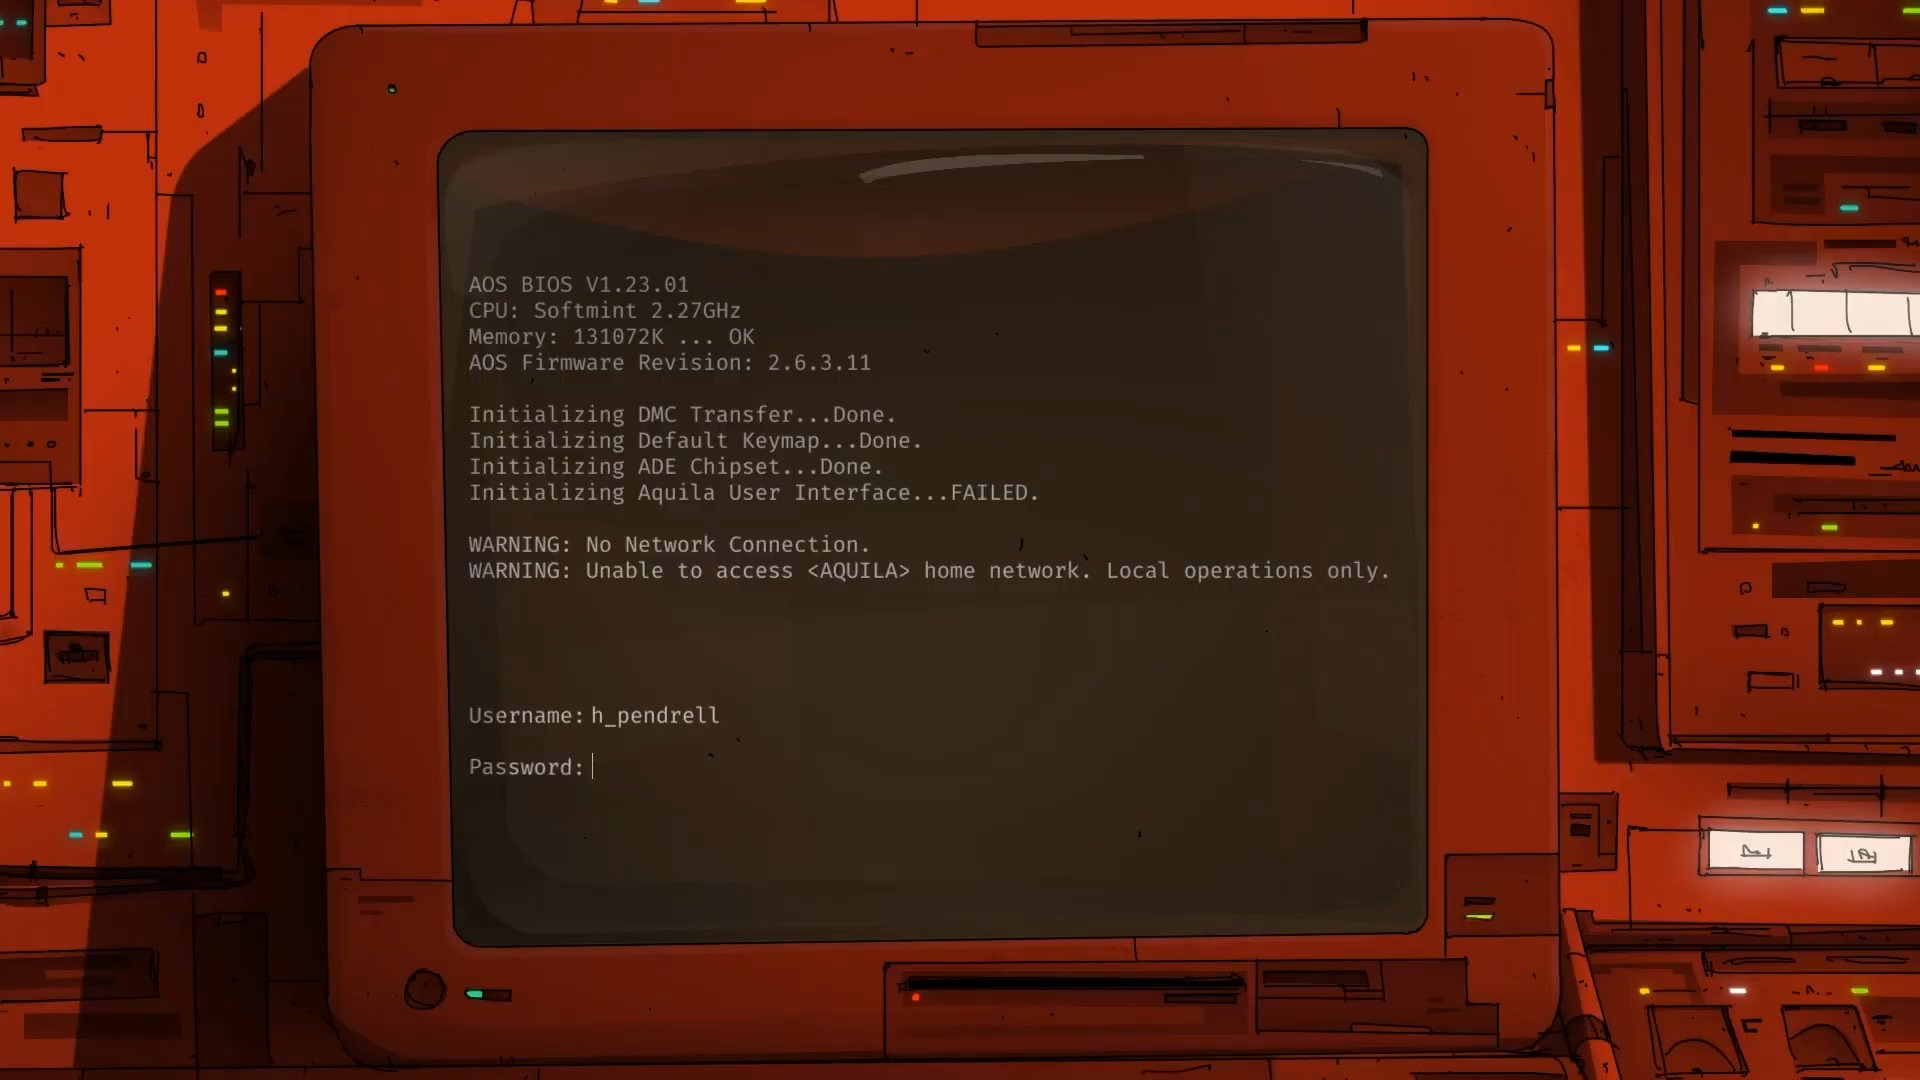 AOS BIOS V1.23.01
CPU: Softmint 2.27GHz
Memory: 131072K ... OK
AOS Firmware Revision: 2.6.3.11
Initializing DMC Transfer...Done.
Initializing Default Keymap...Done.
Initializing ADE Chipset...Done.
Initializing Aquila User Interface...FAILED.
WARNING: No Network Connection.
WARNING: Unable to access <AQUILA> home network. Local operations only.
Username: h_pendrell
Password: